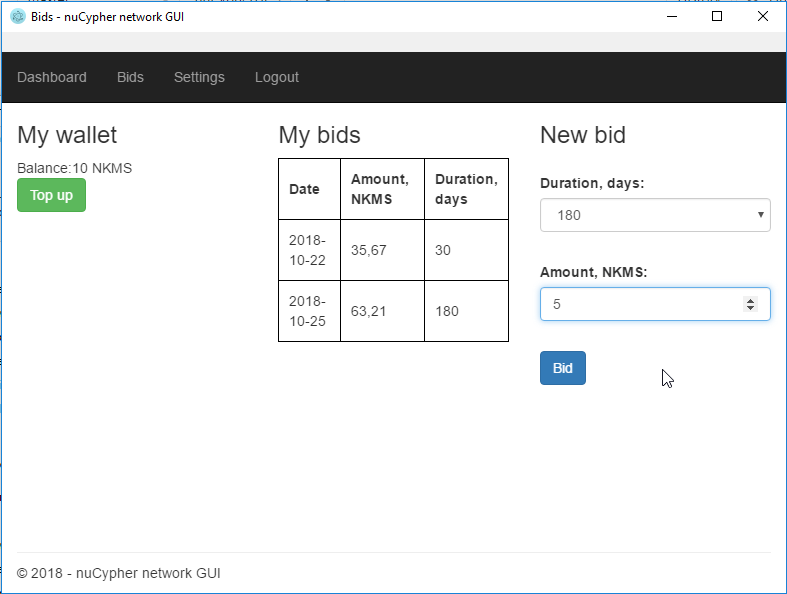 Bids - nuCypher network GUI
Dashboard Bids Settings Logout
My wallet
Balance:10 NKMS
Top up
My bids
Date Amount, NKMS Duration, days
2018-10-22 35,67 30
2018-10-25 63,21 180
New bid
Duration, days:
180
Amount, NKMS:
5
Bid
© 2018 - nuCypher network GUI